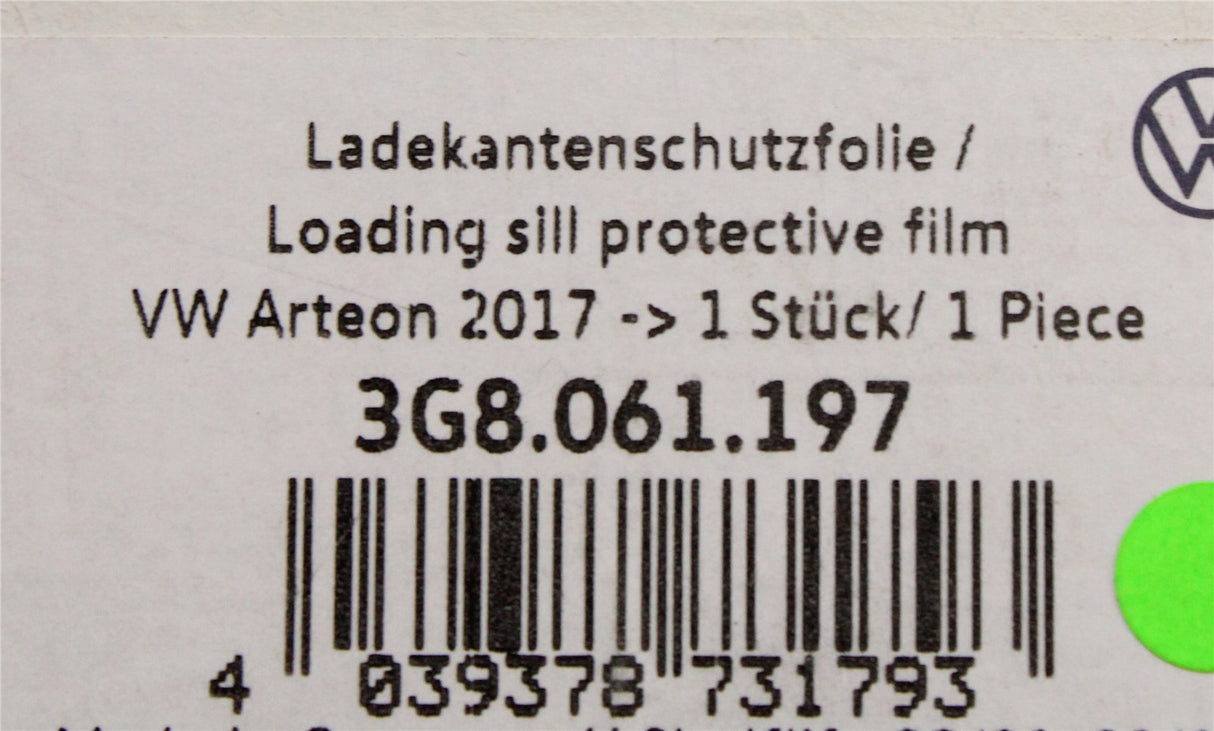 Ladekantenschutzfolie /
Loading sill protective film
VW Arteon 2017 -> 1 Stück/ 1 Piece
3G8.061.197
4 039378 731793